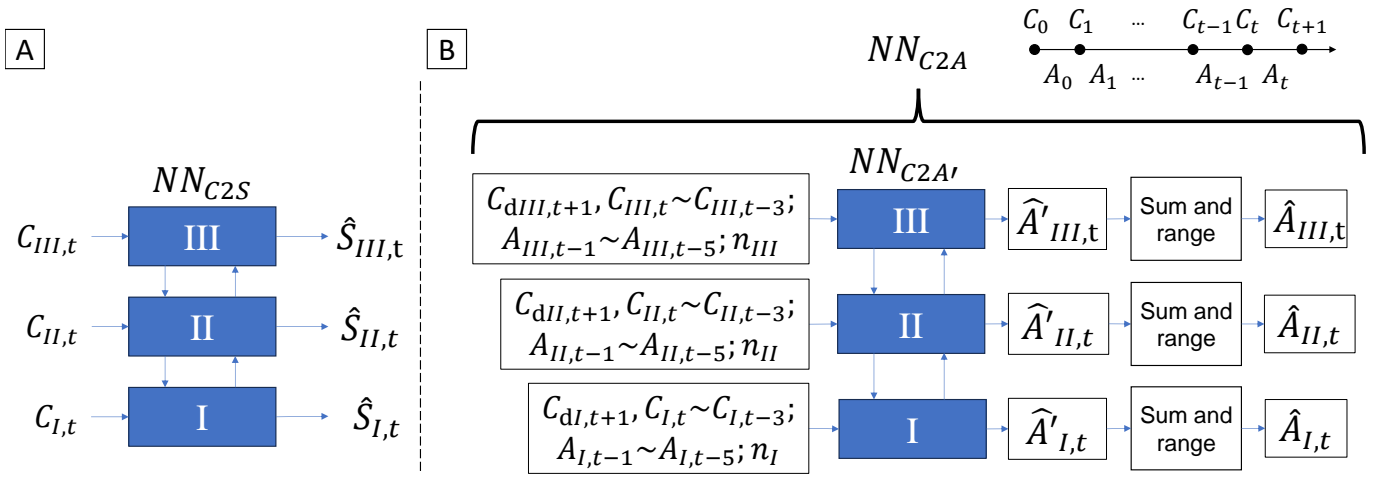 A
NN_{C2S}
C_{III,t}
III
Ŝ_{III,t}
C_{II,t}
II
Ŝ_{II,t}
C_{I,t}
I
Ŝ_{I,t}
B
NN_{C2A}
C_0 C_1 ... C_{t−1} C_t C_{t+1}
A_0 A_1 ... A_{t−1} A_t
NN_{C2A′}
C_{dIII,t+1}, C_{III,t}~C_{III,t−3};
A_{III,t−1}~A_{III,t−5}; n_{III}
III
Â′_{III,t}
Sum and
range
Â_{III,t}
C_{dII,t+1}, C_{II,t}~C_{II,t−3};
A_{II,t−1}~A_{II,t−5}; n_{II}
II
Â′_{II,t}
Sum and
range
Â_{II,t}
C_{dI,t+1}, C_{I,t}~C_{I,t−3};
A_{I,t−1}~A_{I,t−5}; n_I
I
Â′_{I,t}
Sum and
range
Â_{I,t}